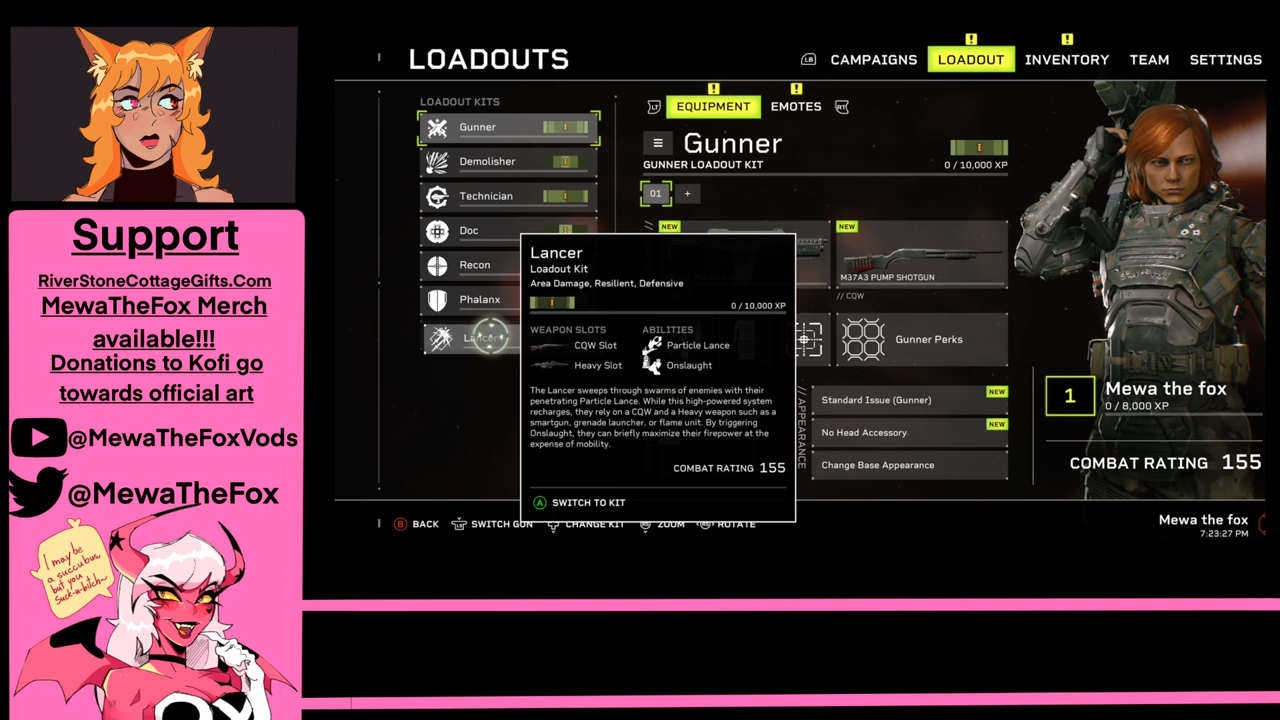 LOADOUTS
LB CAMPAIGNS LOADOUT INVENTORY TEAM SETTINGS
! !
LOADOUT KITS
Gunner
Demolisher
Technician
Doc
Recon
Phalanx
Lancer
! !
LT EQUIPMENT EMOTES RT
Gunner
GUNNER LOADOUT KIT
0 / 10,000 XP
01 +
NEW
NEW
M37A3 PUMP SHOTGUN
// CQW
Gunner Perks
// APPEARANCE
Standard Issue (Gunner) NEW
No Head Accessory NEW
Change Base Appearance
Lancer
Loadout Kit
Area Damage, Resilient, Defensive
0 / 10,000 XP
WEAPON SLOTS
CQW Slot
Heavy Slot
ABILITIES
Particle Lance
Onslaught
The Lancer sweeps through swarms of enemies with their
penetrating Particle Lance. While this high-powered system
recharges, they rely on a CQW and a Heavy weapon such as a
smartgun, grenade launcher, or flame unit. By triggering
Onslaught, they can briefly maximize their firepower at the
expense of mobility.
COMBAT RATING 155
A SWITCH TO KIT
1
Mewa the fox
0 / 8,000 XP
COMBAT RATING 155
B BACK SWITCH GUN CHANGE KIT ZOOM ROTATE
Mewa the fox
7:23:27 PM
Support
RiverStoneCottageGifts.Com
MewaTheFox Merch
available!!!
Donations to Kofi go
towards official art
@MewaTheFoxVods
@MewaTheFox
I may be
a succubus,
but you
suck-a-bitch~